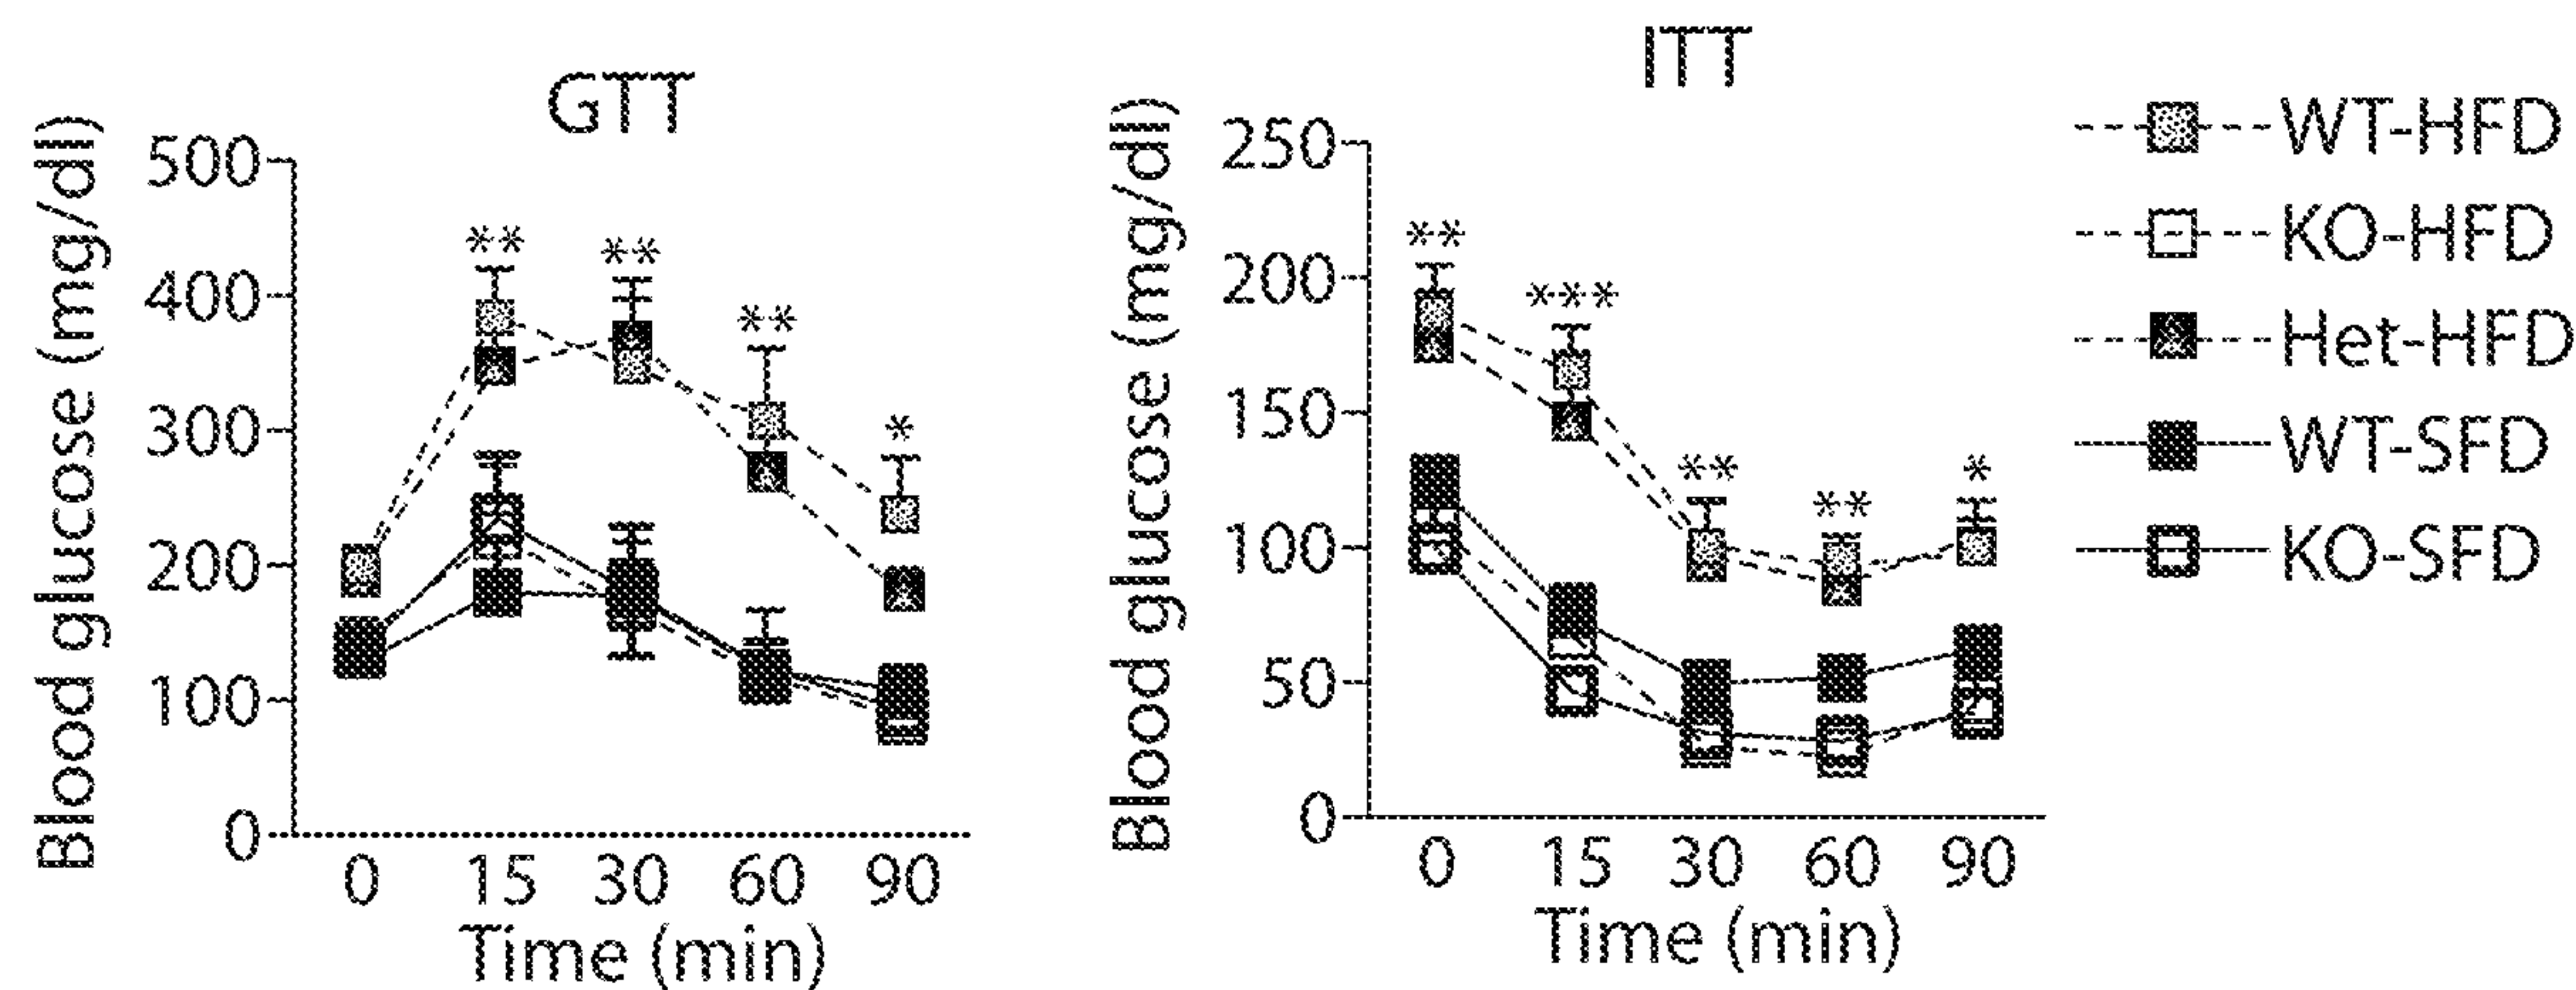 GTT
Blood glucose (mg/dl)
500
400
300
200
100
0
** ** ** *
0 15 30 60 90
Time (min)
ITT
Blood glucose (mg/dl)
250
200
150
100
50
0
** *** ** ** *
0 15 30 60 90
Time (min)
WT-HFD
KO-HFD
Het-HFD
WT-SFD
KO-SFD